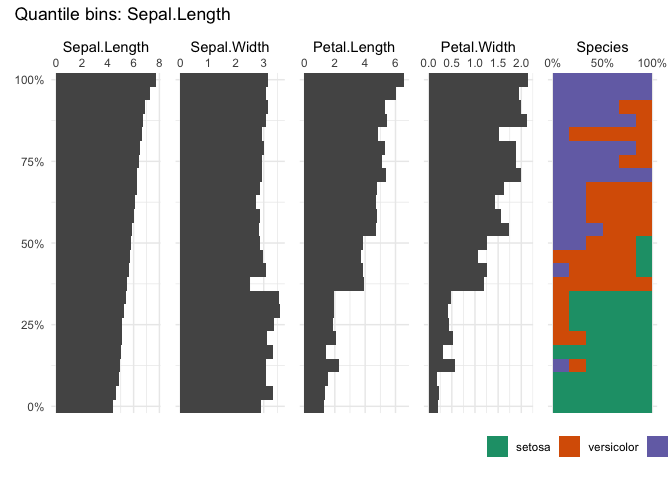 Quantile bins: Sepal.Length
Sepal.Length Sepal.Width Petal.Length Petal.Width Species
0 2 4 6 8 0 1 2 3 0 2 4 6 0.0 0.5 1.0 1.5 2.0 0% 50% 100%
100%
75%
50%
25%
0%
setosa versicolor